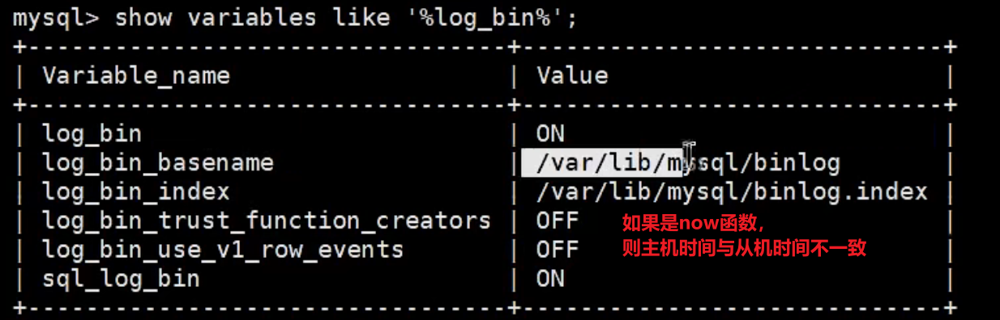 mysql> show variables like '%log_bin%';
+---------------------------------+-----------------------------+
| Variable_name | Value |
+---------------------------------+-----------------------------+
| log_bin | ON |
| log_bin_basename | /var/lib/mysql/binlog |
| log_bin_index | /var/lib/mysql/binlog.index |
| log_bin_trust_function_creators | OFF | 如果是now函数，
| log_bin_use_v1_row_events | OFF | 则主机时间与从机时间不一致
| sql_log_bin | ON |
+---------------------------------+-----------------------------+